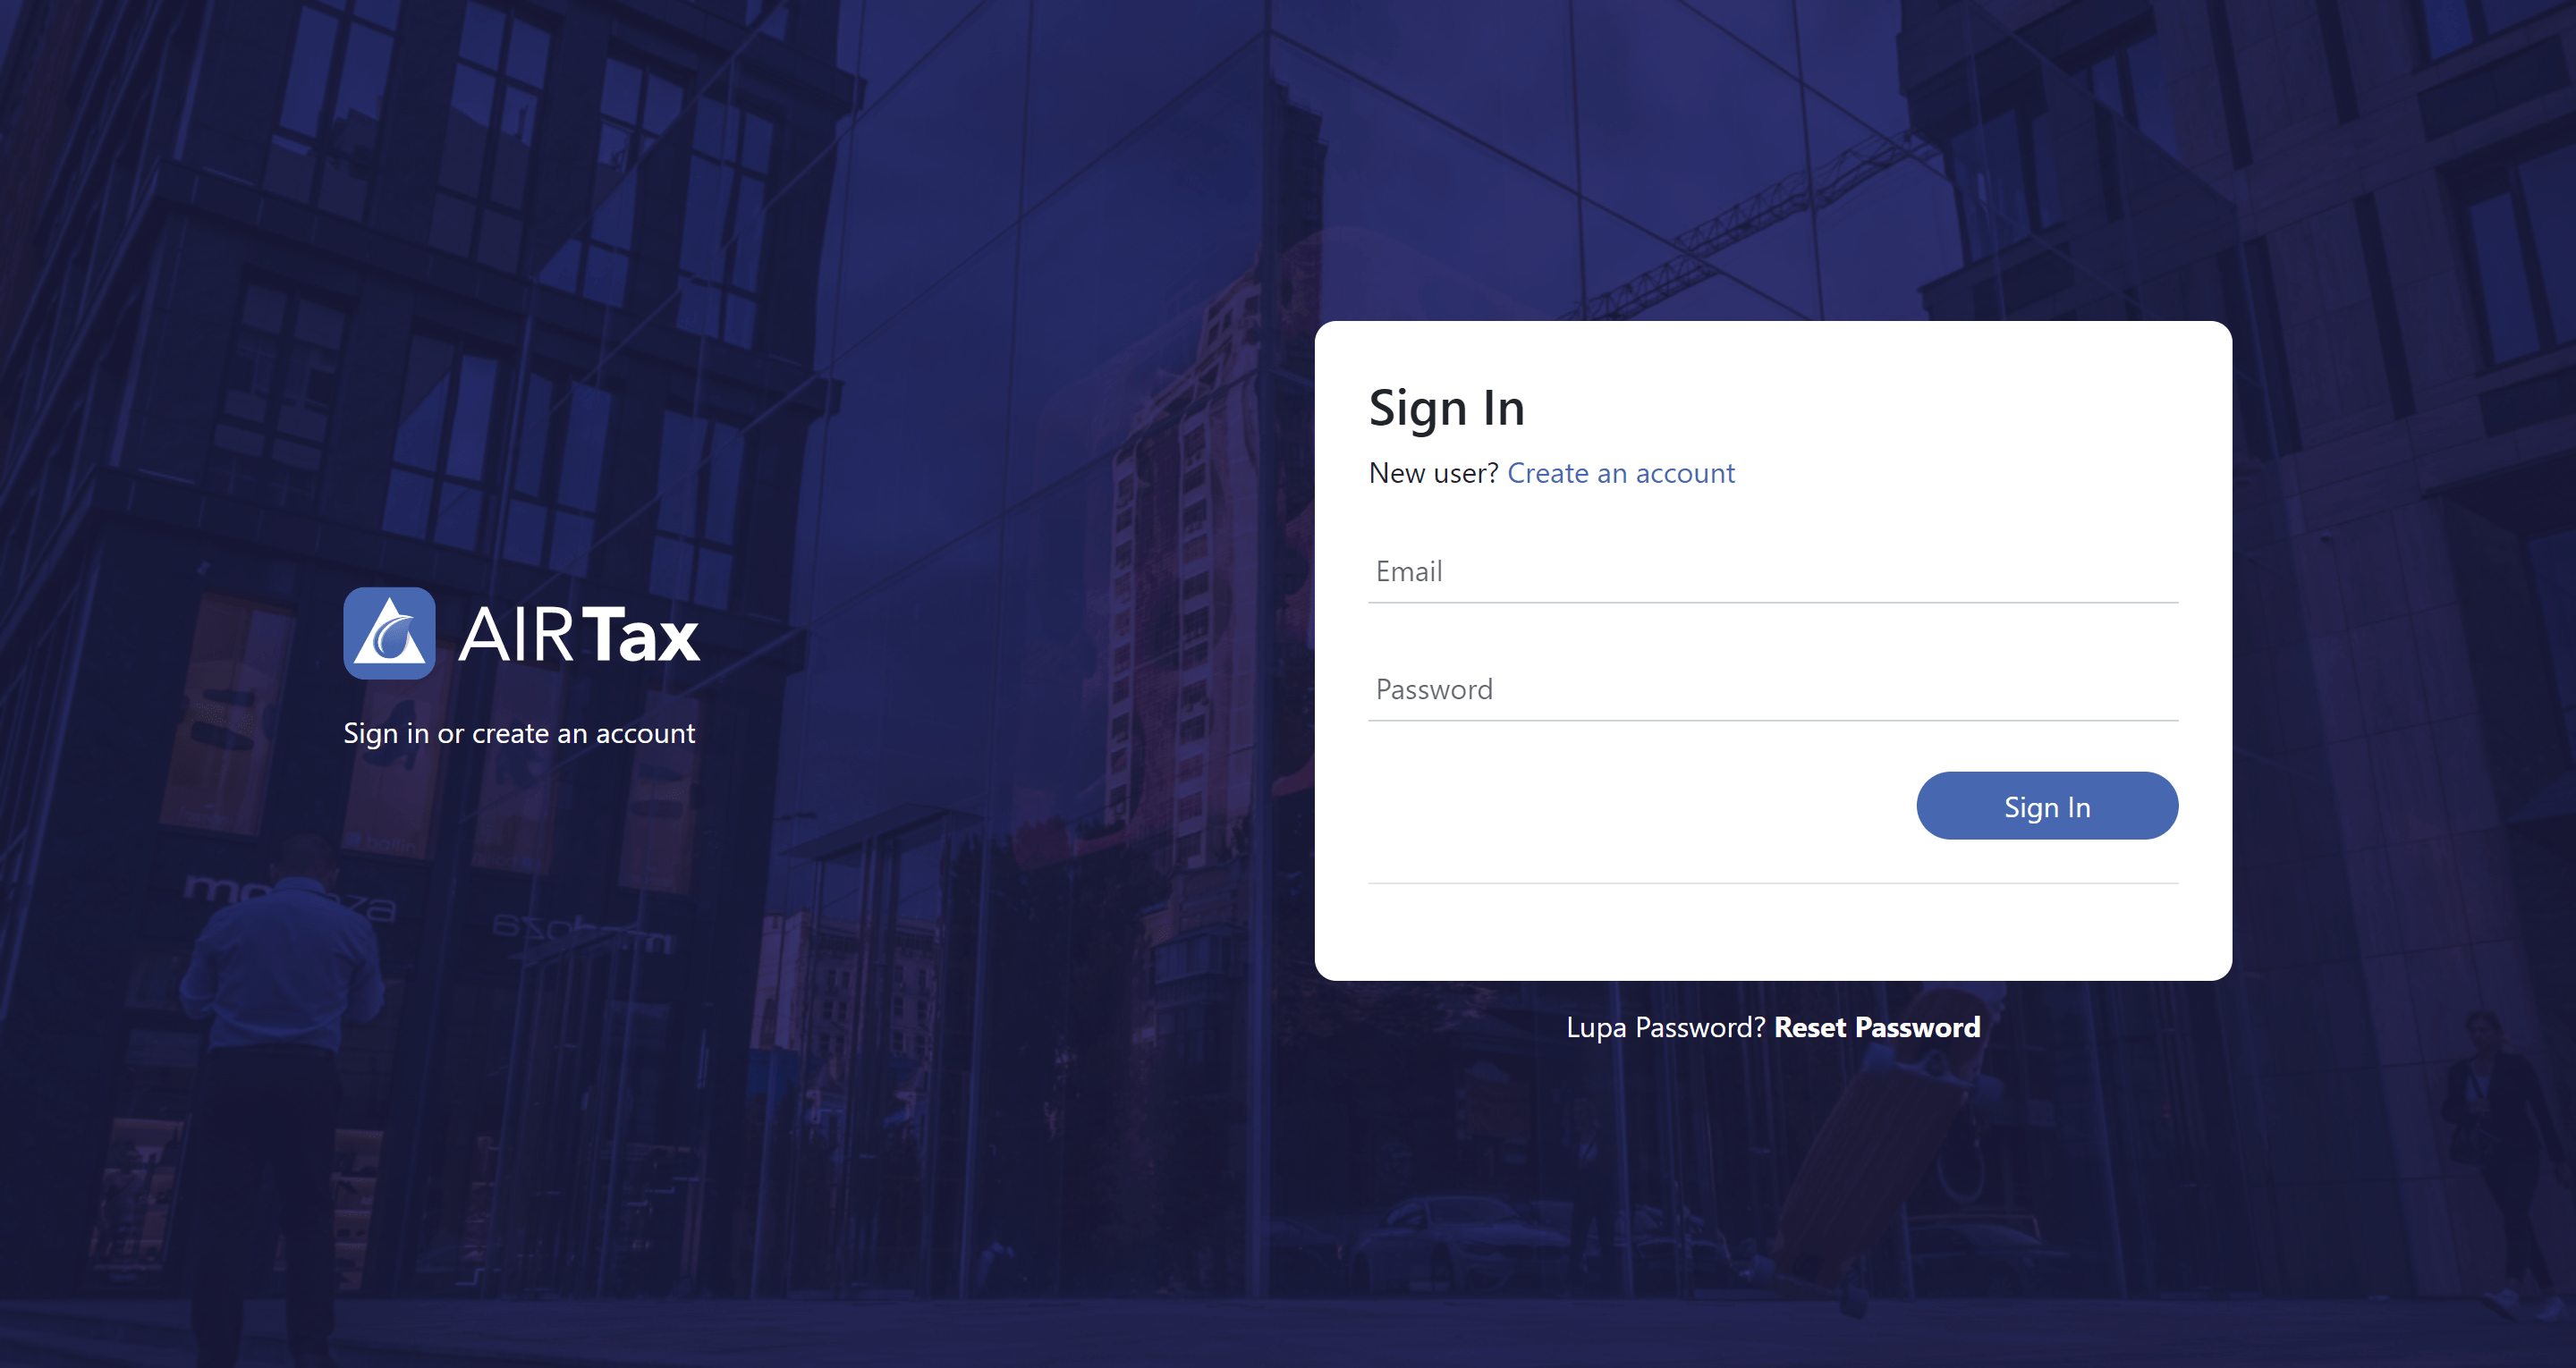 AIRTax
Sign in or create an account
Sign In
New user? Create an account
Email
Password
Sign In
Lupa Password? Reset Password